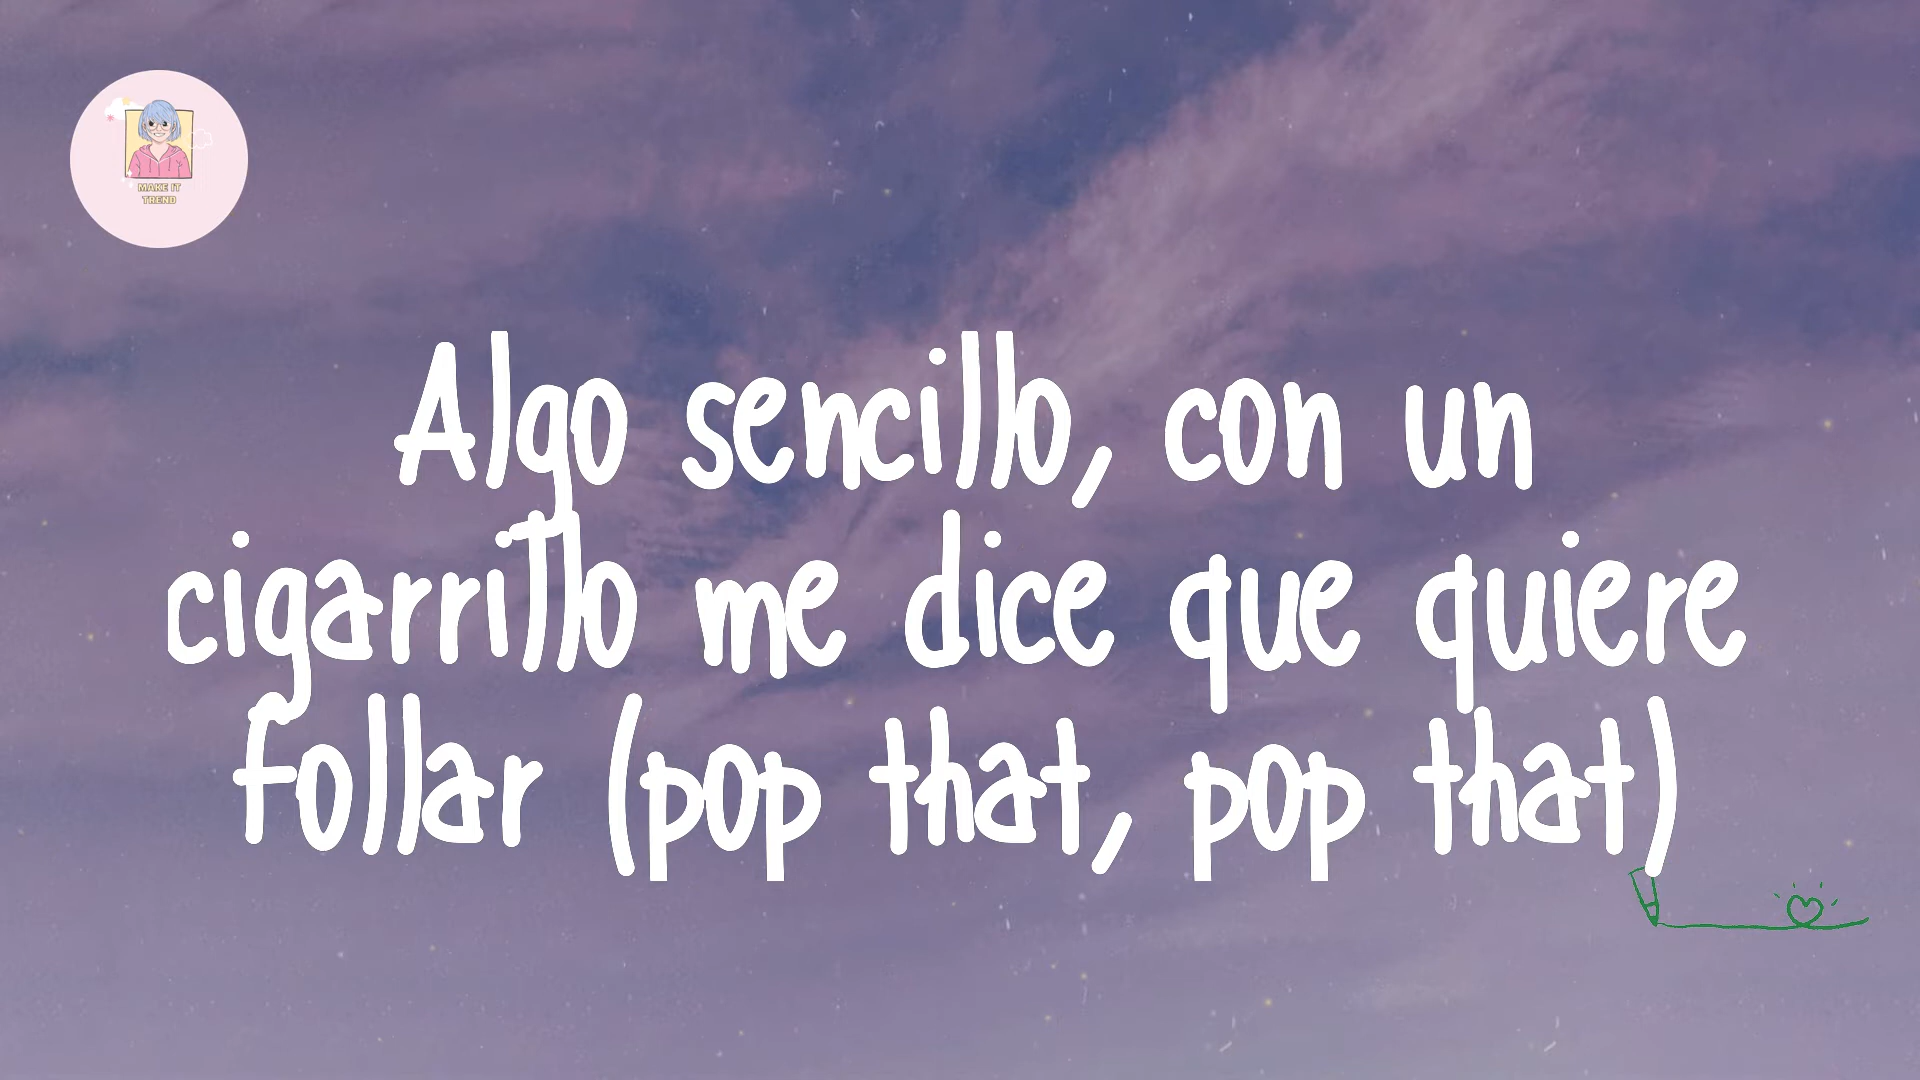 MAKE IT
TREND
Algo sencillo, con un
cigarrillo me dice que quiere
follar (pop that, pop that)